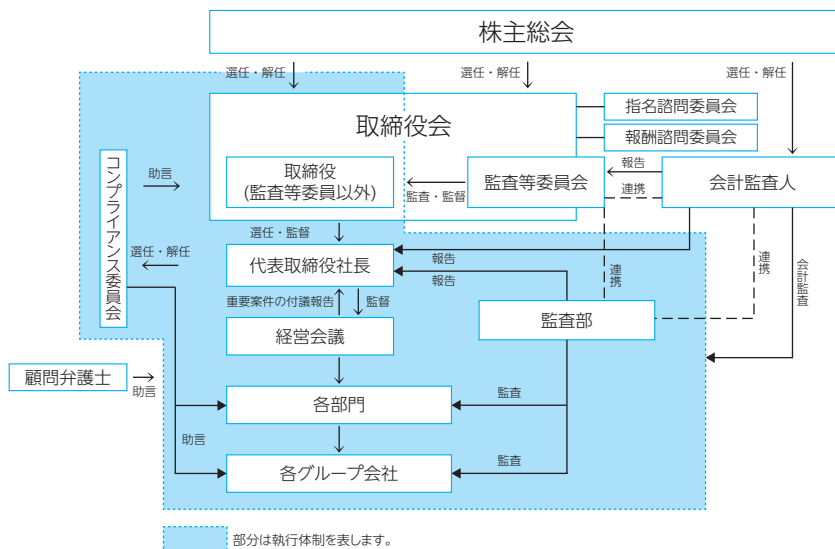 株主総会
選任・解任
選任・解任
選任・解任
取締役会
指名諮問委員会
報酬諮問委員会
コンプライアンス委員会
助言
取締役
(監査等委員以外)
監査・監督
監査等委員会
報告
連携
会計監査人
選任・監督
選任・解任
代表取締役社長
報告
報告
連携
連携
会計監査
重要案件の付議報告
監督
経営会議
監査部
顧問弁護士
助言
各部門
監査
助言
各グループ会社
監査
部分は執行体制を表します。